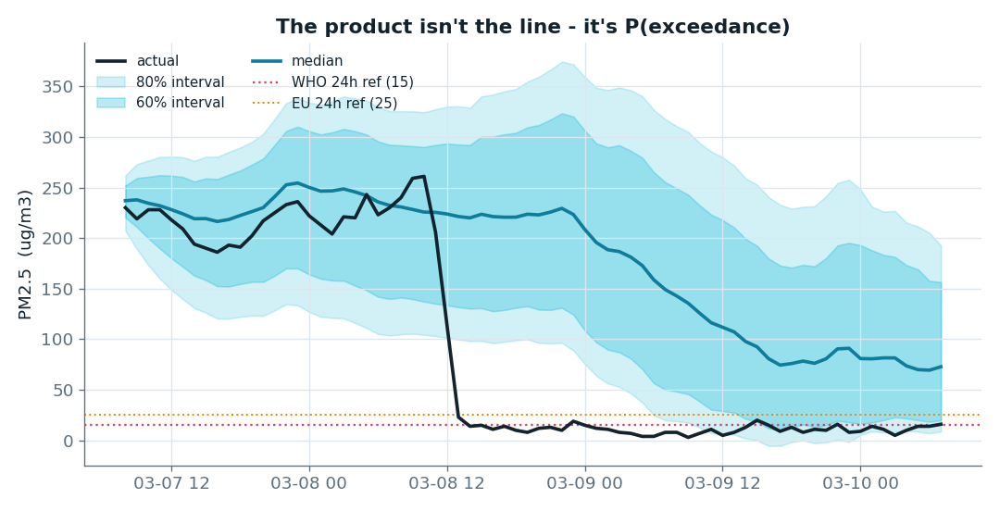 The product isn't the line - it's P(exceedance)
actual
80% interval
60% interval
median
WHO 24h ref (15)
EU 24h ref (25)
PM2.5 (ug/m3)
350
300
250
200
150
100
50
0
03-07 12
03-08 00
03-08 12
03-09 00
03-09 12
03-10 00